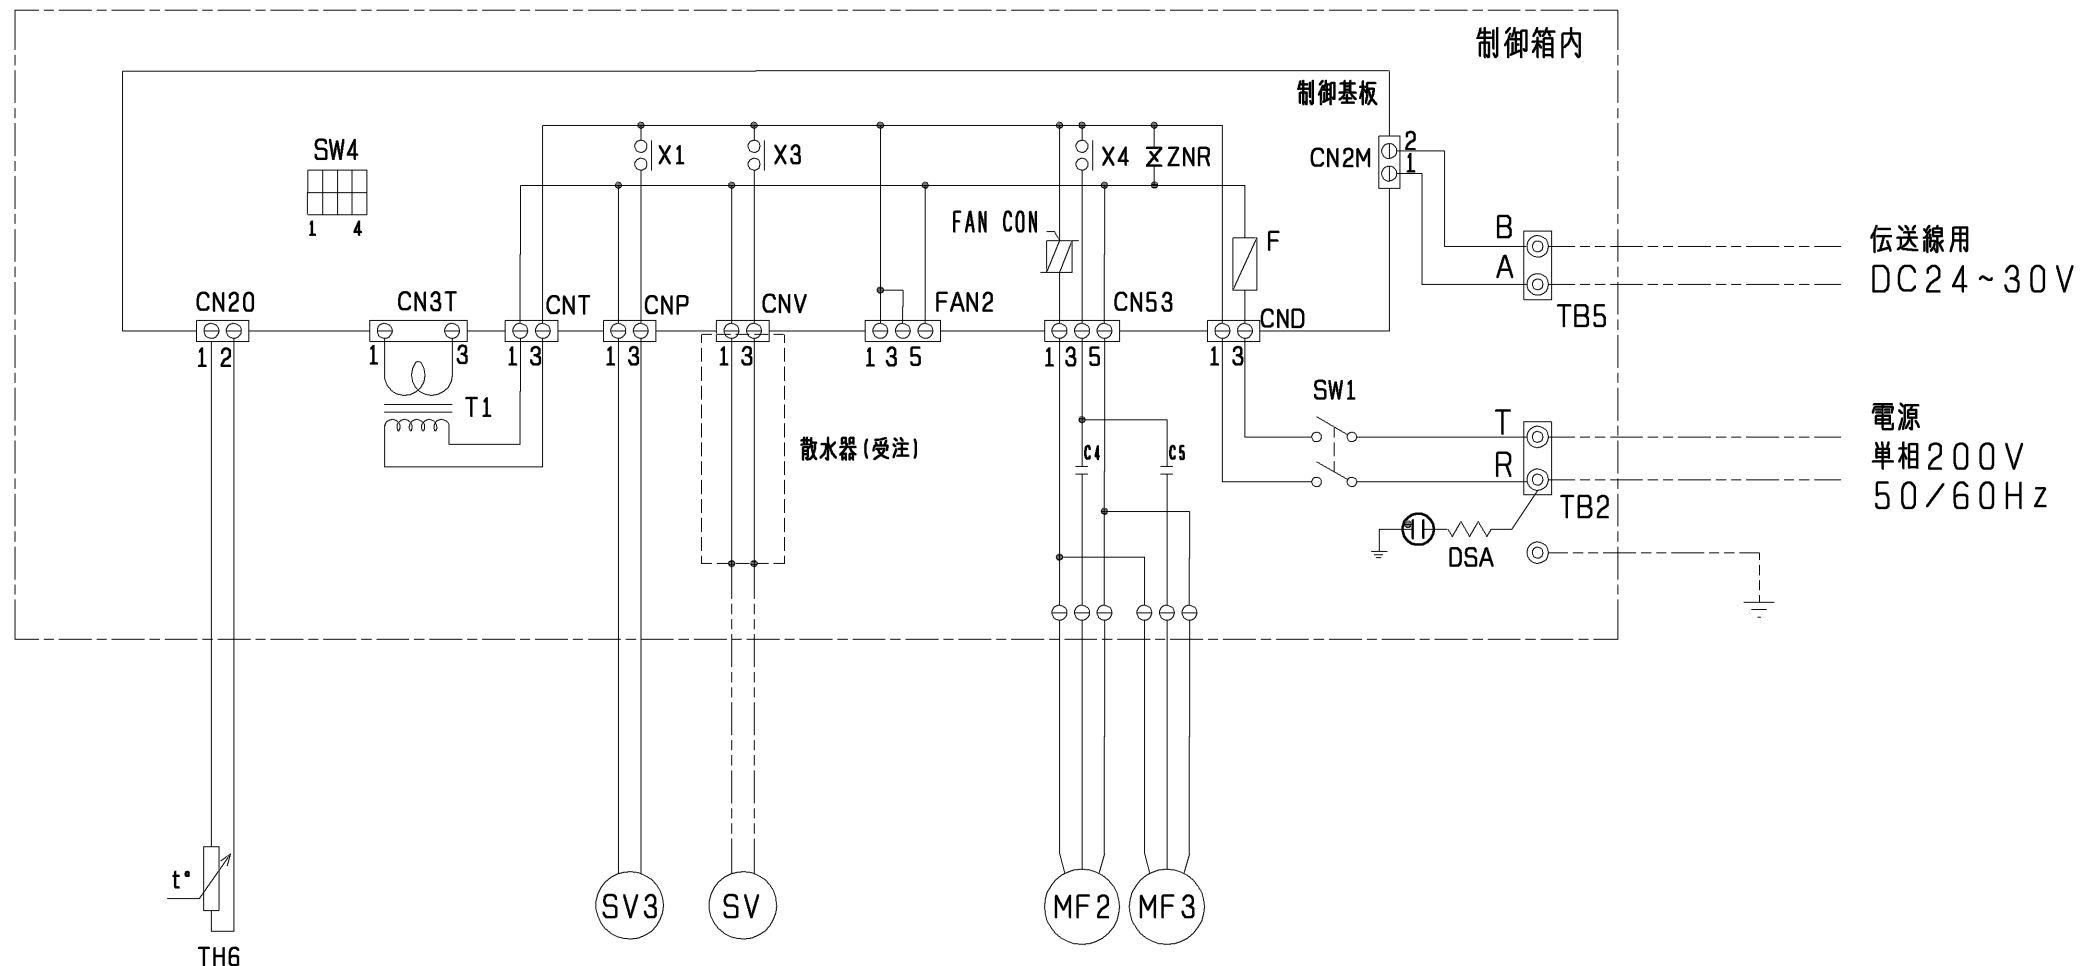 制御箱内
制御基板
SW4
1 4
X1
X3
X4
ZNR
CN2M
2
1
FAN CON
F
B
A
TB5
伝送線用
DC24~30V
CN20
1 2
CN3T
1 3
CNT
1 3
CNP
1 3
CNV
1 3
FAN2
1 3 5
CN53
1 3 5
CND
1 3
T1
散水器(受注)
C4
C5
SW1
T
R
TB2
電源
単相200V
50/60Hz
DSA
t°
TH6
SV3
SV
MF2
MF3